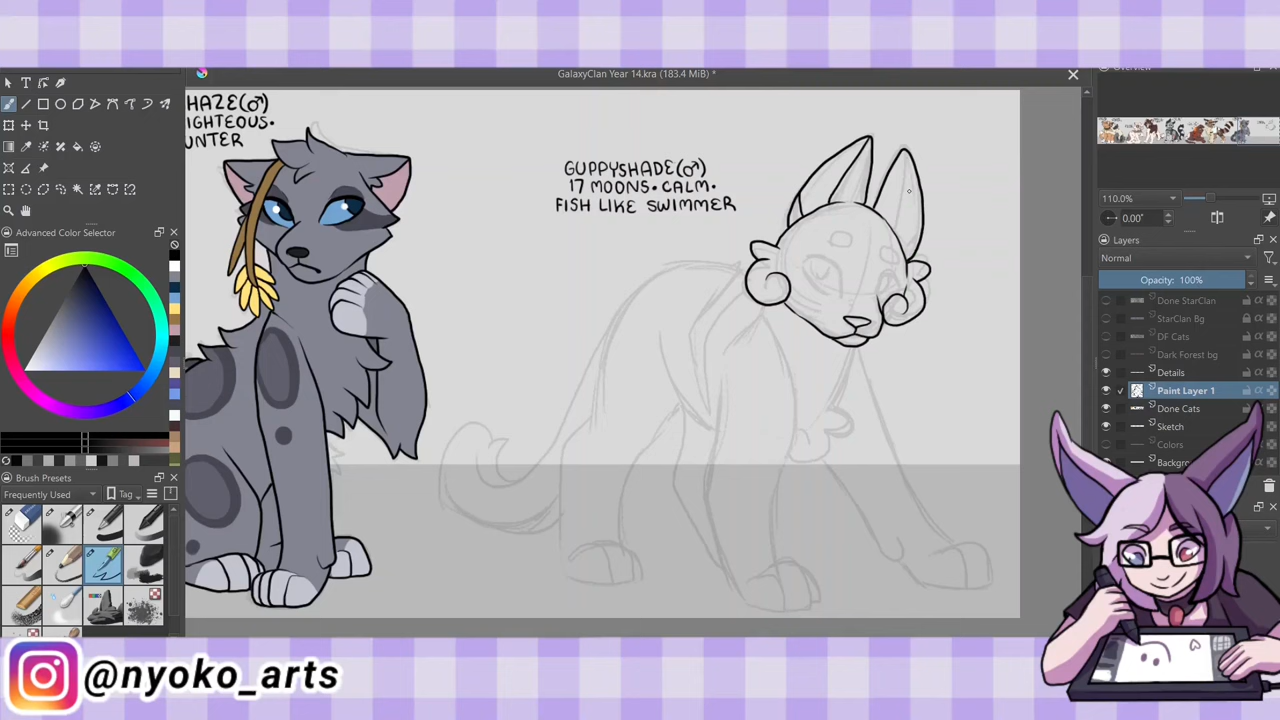 GalaxyClan Year 14.kra (183.4 MiB) *
HAZE(♂)
IGHTEOUS•
UNTER
GUPPYSHADE(♂)
17 MOONS•CALM•
FISH LIKE SWIMMER
Advanced Color Selector
Brush Presets
Frequently Used
Tag
110.0%
0.00°
Layers
Normal
Opacity: 100%
Done StarClan
StarClan Bg
DF Cats
Dark Forest bg
Details
Paint Layer 1
Done Cats
Sketch
Colors
Backgro
@nyoko_arts